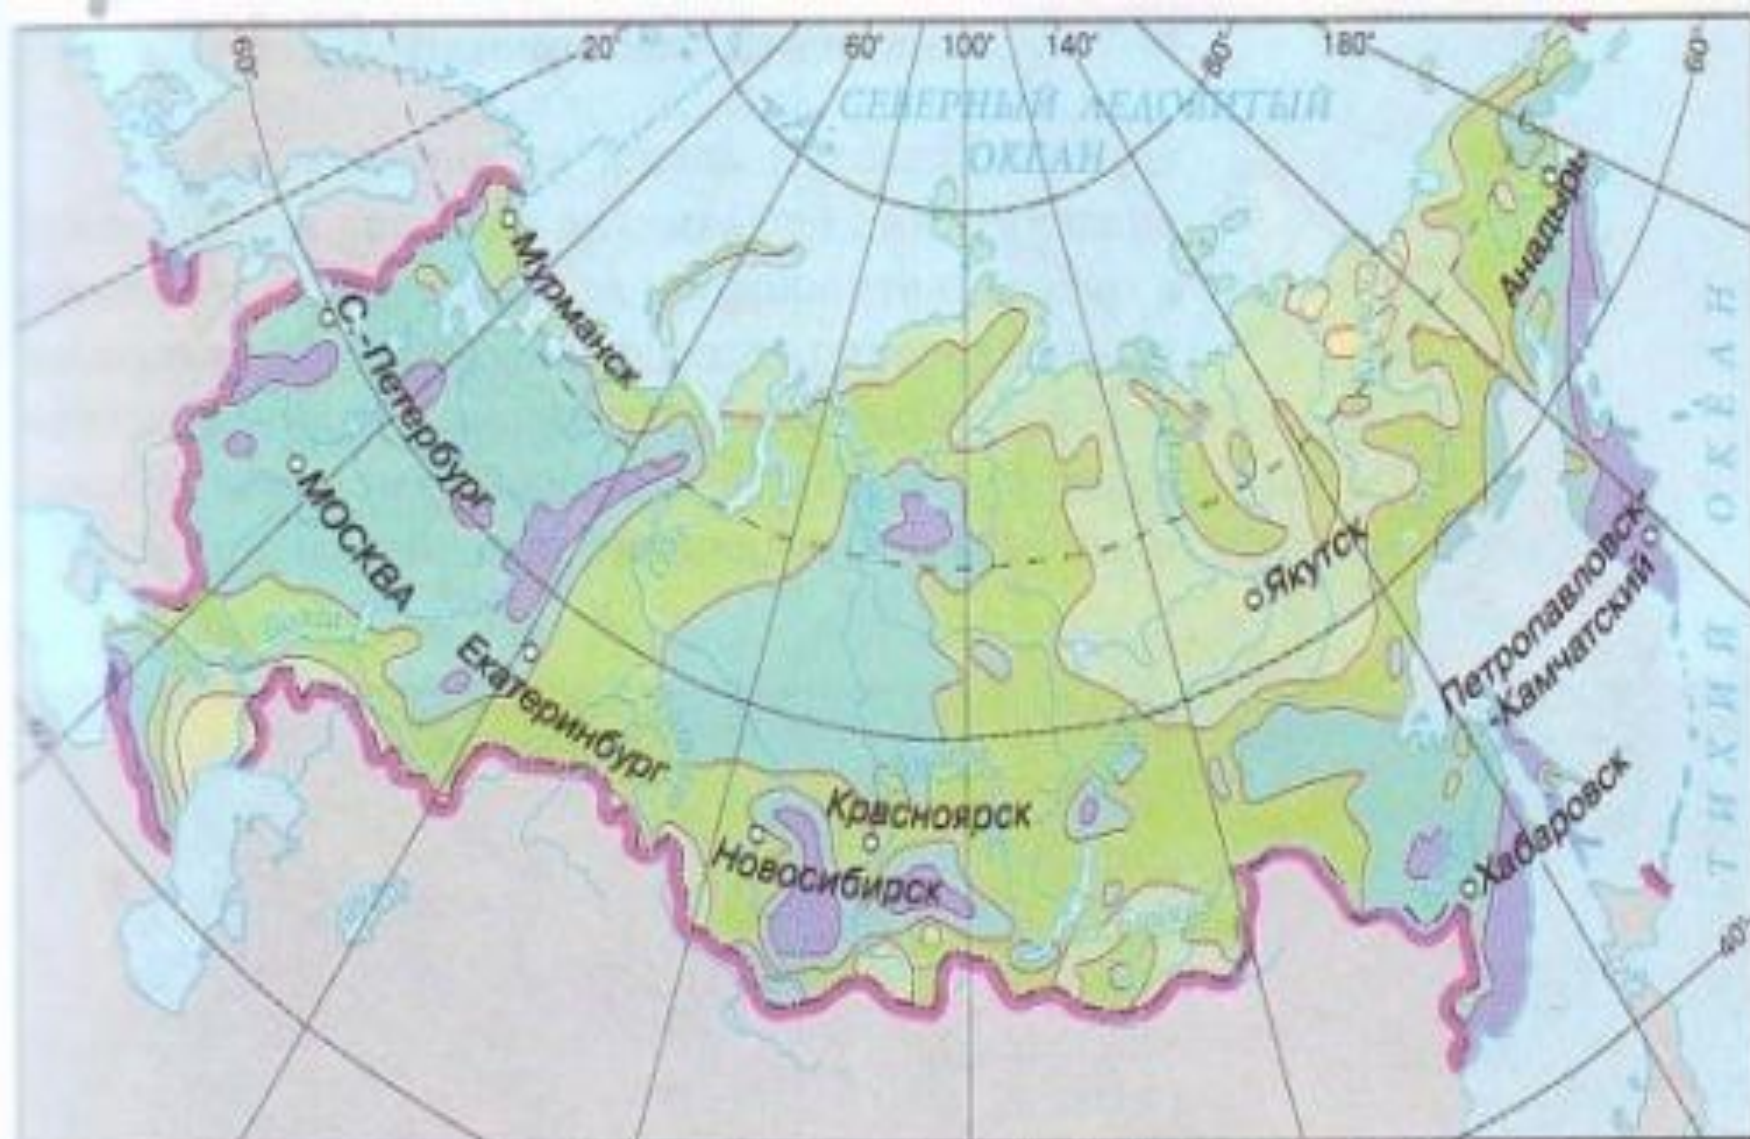 60°
20°
60°
100°
140°
80°
180°
60°
СЕВЕРНЫЙ ЛЕДОВИТЫЙ
ОКЕАН
Мурманск
Анадырь
С.-Петербург
МОСКВА
Якутск
Екатеринбург
Петропавловск-
-Камчатский
ТИХИЙ ОКЕАН
Красноярск
Новосибирск
Хабаровск
40°